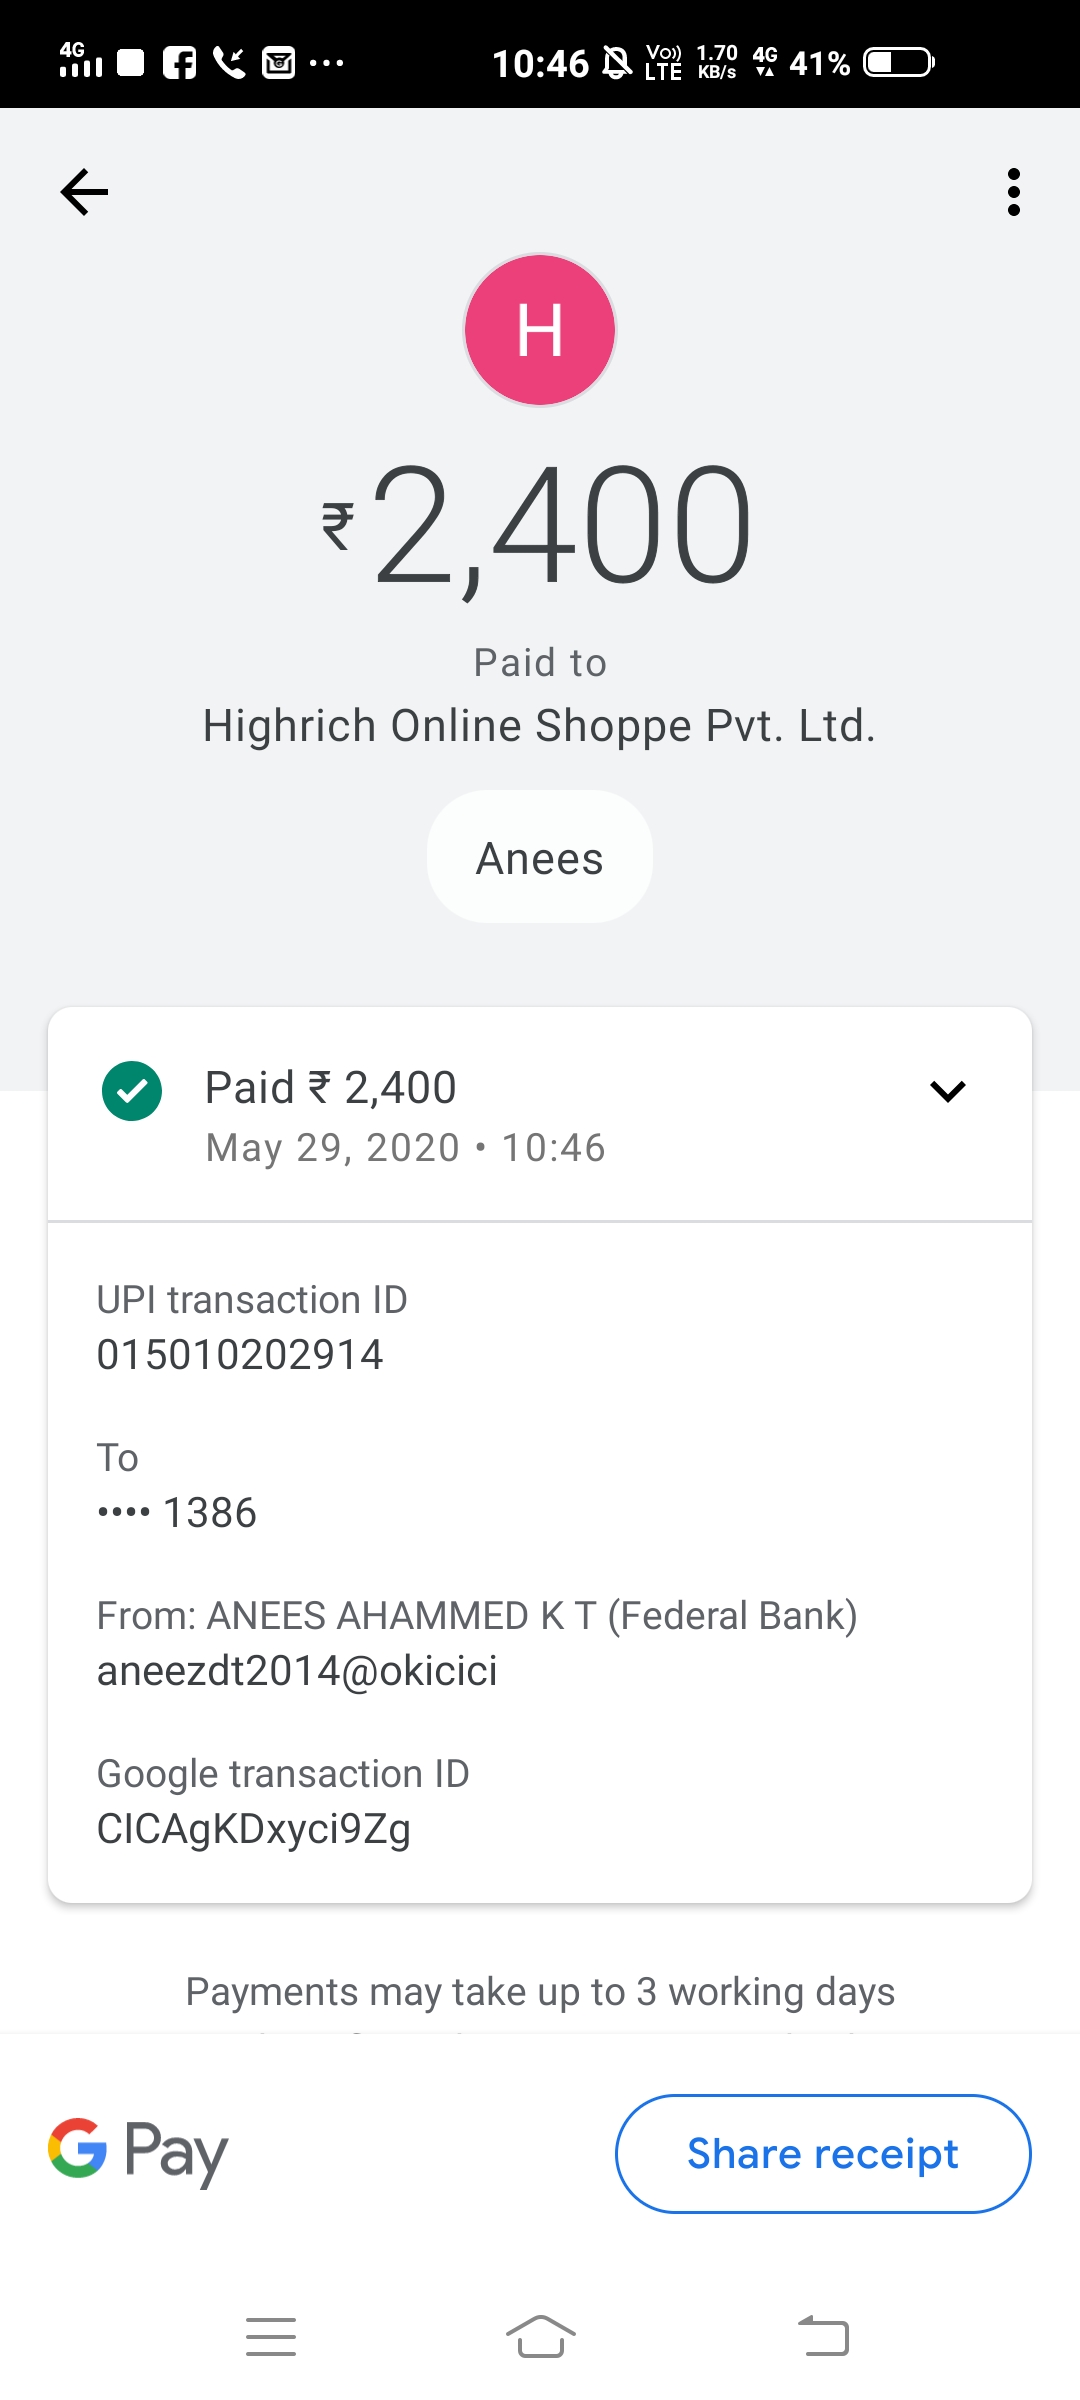 4G 10:46 Vo)) LTE 1.70 KB/s 4G 41%
H
₹2,400
Paid to
Highrich Online Shoppe Pvt. Ltd.
Anees
Paid ₹ 2,400
May 29, 2020 • 10:46
UPI transaction ID
015010202914
To
•••• 1386
From: ANEES AHAMMED K T (Federal Bank)
aneezdt2014@okicici
Google transaction ID
CICAgKDxyci9Zg
Payments may take up to 3 working days
G Pay
Share receipt